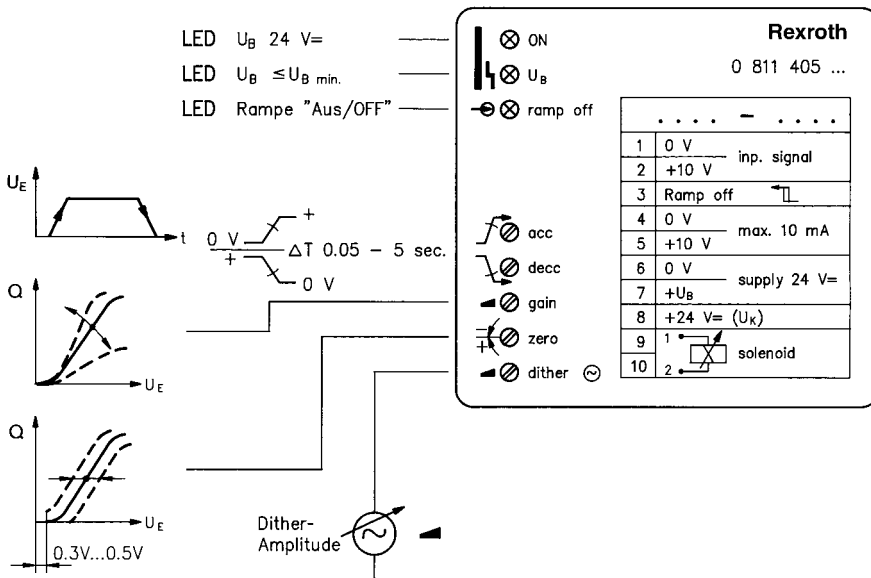 LED U_B 24 V=
LED U_B ≤ U_B min.
LED Rampe "Aus/OFF"
ON
U_B
ramp off
Rexroth
0 811 405 ...
. . . . – . . . .
1 0 V
2 +10 V
inp. signal
3 Ramp off
4 0 V
5 +10 V
max. 10 mA
6 0 V
7 +U_B
supply 24 V=
8 +24 V= (U_K)
9
10
1
2
solenoid
acc
decc
gain
zero
dither
U_E
t
0 V
+
+
0 V
ΔT 0.05 – 5 sec.
Q
U_E
Q
U_E
0.3V...0.5V
Dither-
Amplitude